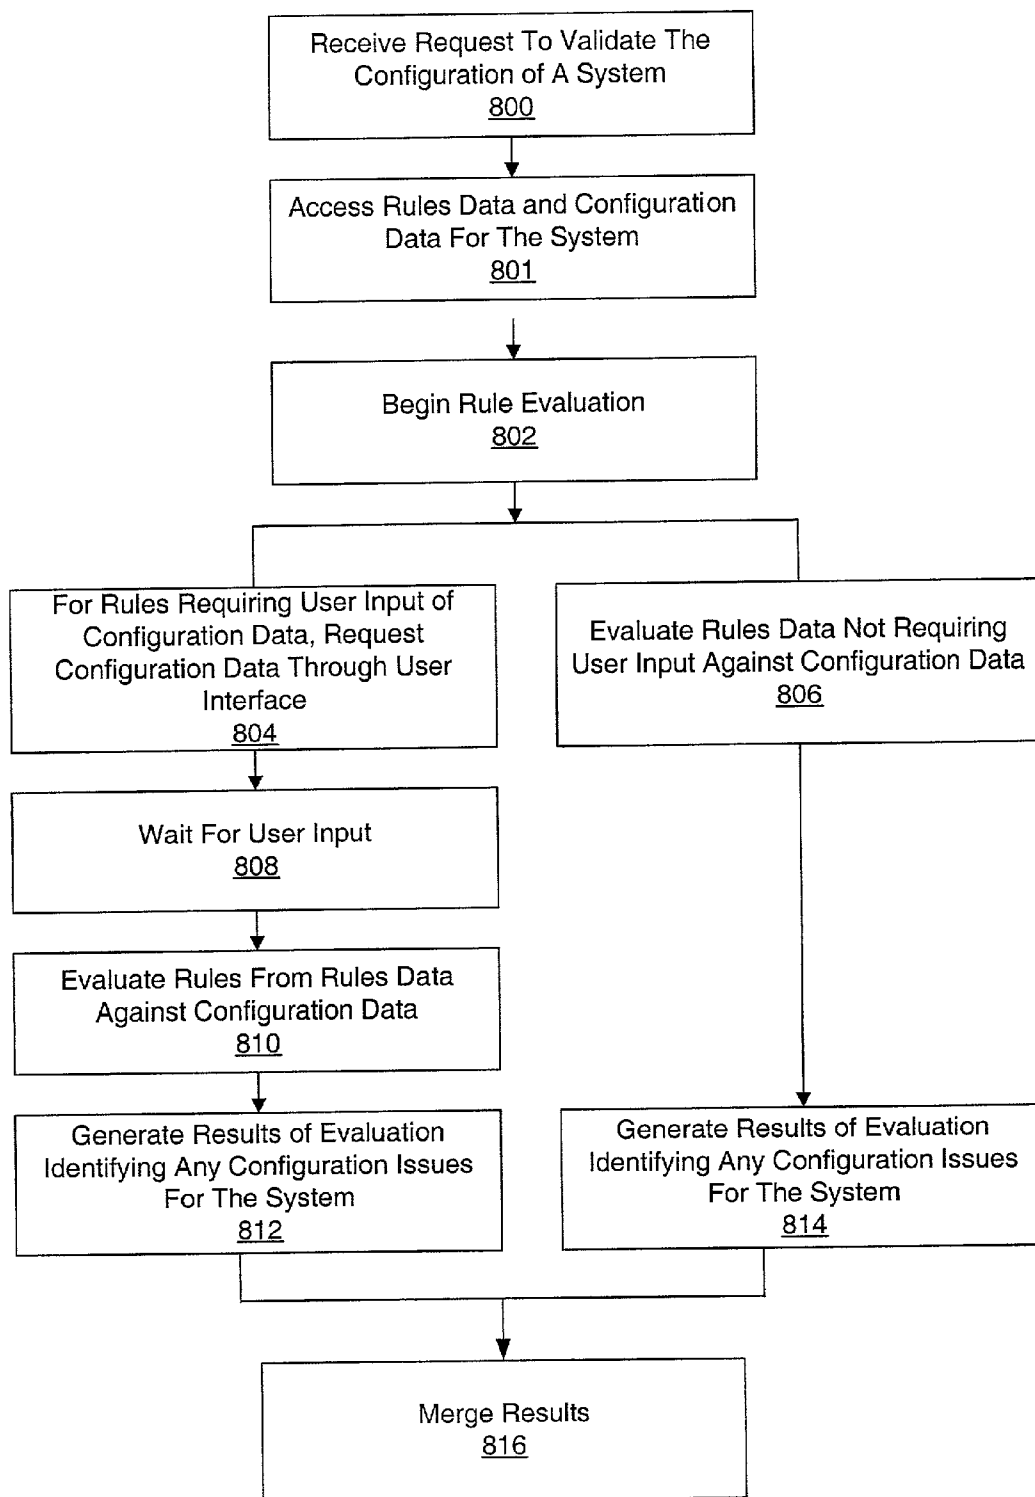 Receive Request To Validate The
Configuration of A System
800
Access Rules Data and Configuration
Data For The System
801
Begin Rule Evaluation
802
For Rules Requiring User Input of
Configuration Data, Request
Configuration Data Through User
Interface
804
Evaluate Rules Data Not Requiring
User Input Against Configuration Data
806
Wait For User Input
808
Evaluate Rules From Rules Data
Against Configuration Data
810
Generate Results of Evaluation
Identifying Any Configuration Issues
For The System
812
Generate Results of Evaluation
Identifying Any Configuration Issues
For The System
814
Merge Results
816